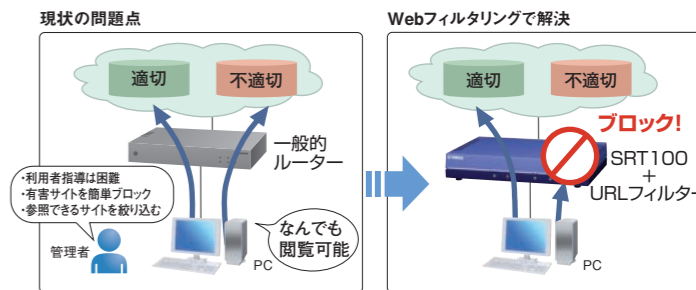 現状の問題点
適切
不適切
一般的
ルーター
・利用者指導は困難
・有害サイトを簡単ブロック
・参照できるサイトを絞り込む
管理者
なんでも
閲覧可能
PC
Webフィルタリングで解決
適切
不適切
ブロック!
SRT100
+
URLフィルター
PC